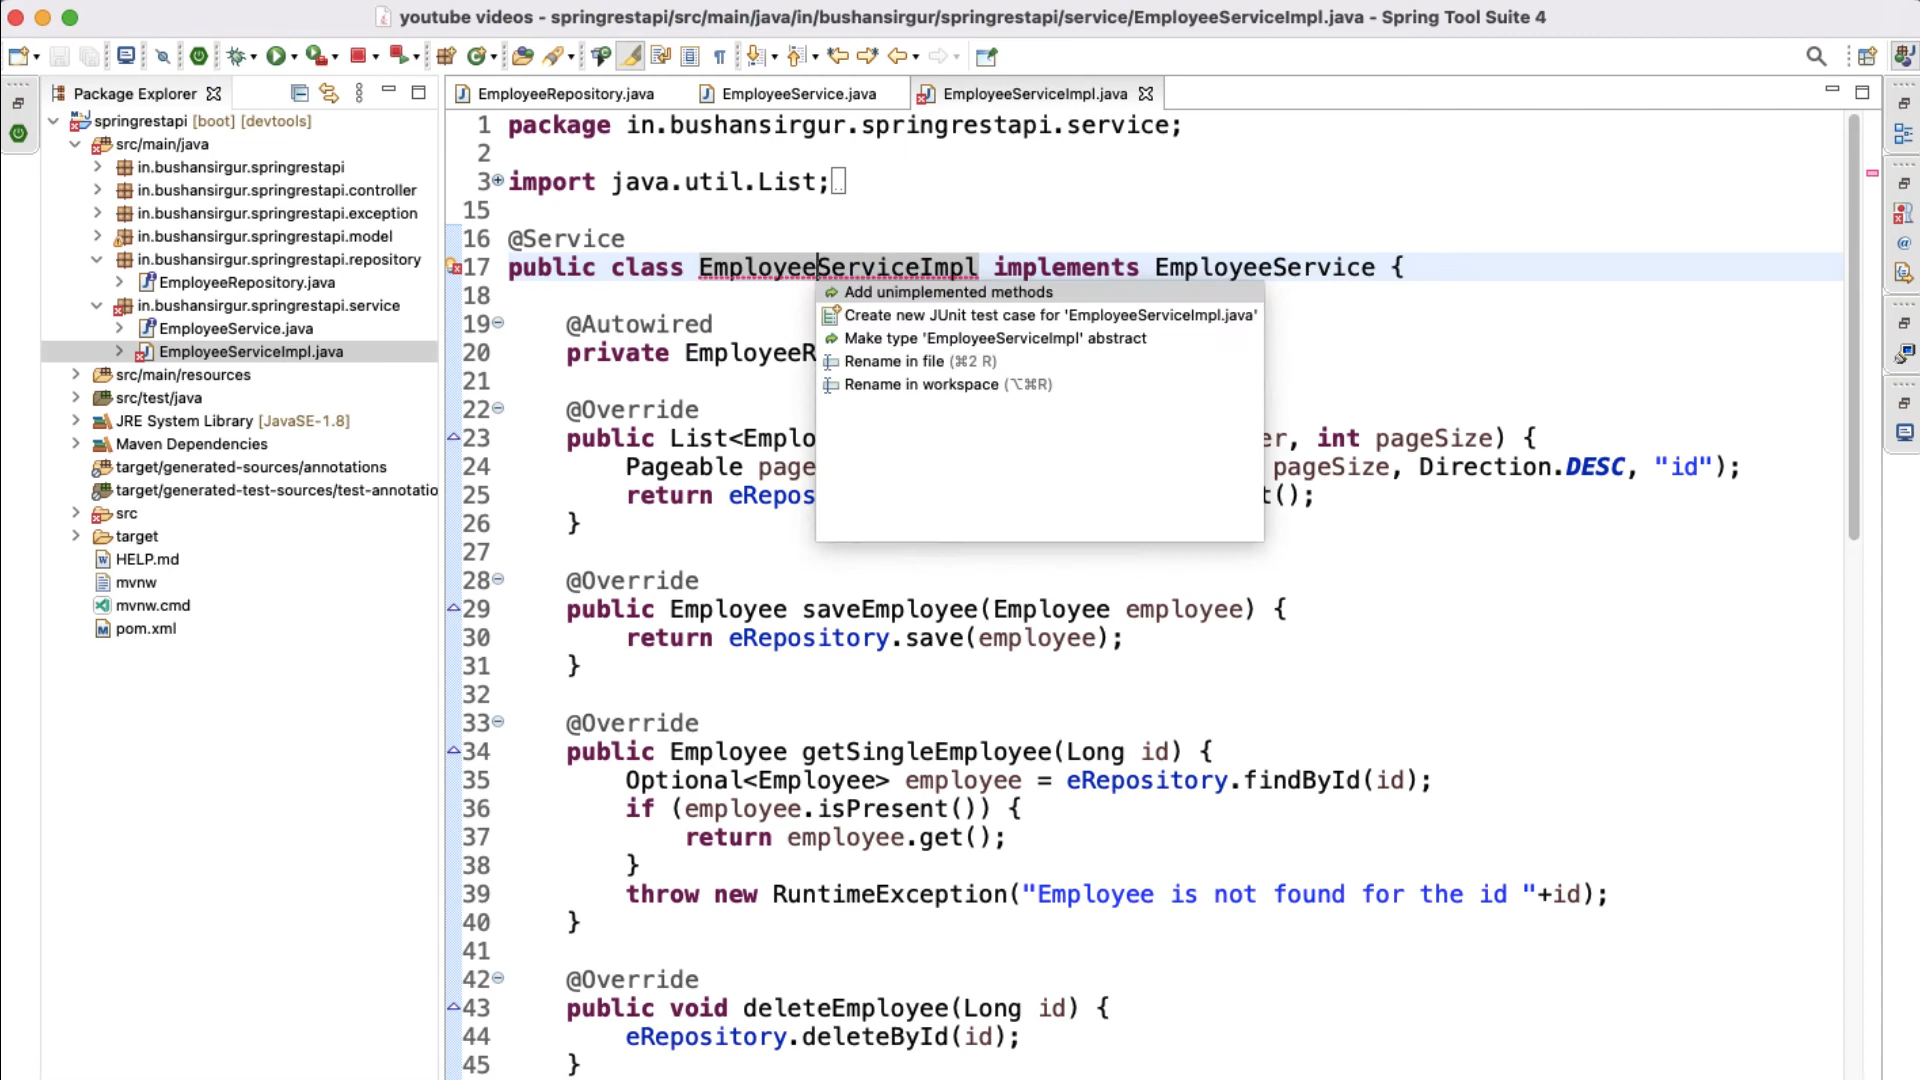 youtube videos - springrestapi/src/main/java/in/bushansirgur/springrestapi/service/EmployeeServiceImpl.java - Spring Tool Suite 4
Package Explorer
springrestapi [boot] [devtools]
src/main/java
in.bushansirgur.springrestapi
in.bushansirgur.springrestapi.controller
in.bushansirgur.springrestapi.exception
in.bushansirgur.springrestapi.model
in.bushansirgur.springrestapi.repository
EmployeeRepository.java
in.bushansirgur.springrestapi.service
EmployeeService.java
EmployeeServiceImpl.java
src/main/resources
src/test/java
JRE System Library [JavaSE-1.8]
Maven Dependencies
target/generated-sources/annotations
target/generated-test-sources/test-annotatio
src
target
HELP.md
mvnw
mvnw.cmd
pom.xml
EmployeeRepository.java EmployeeService.java EmployeeServiceImpl.java
1 package in.bushansirgur.springrestapi.service;
2
3 import java.util.List;
15
16 @Service
17 public class EmployeeServiceImpl implements EmployeeService {
18
19 @Autowired
20 private EmployeeR
21
22 @Override
23 public List<Emplo er, int pageSize) {
24 Pageable page pageSize, Direction.DESC, "id");
25 return eRepos t();
26 }
27
28 @Override
29 public Employee saveEmployee(Employee employee) {
30 return eRepository.save(employee);
31 }
32
33 @Override
34 public Employee getSingleEmployee(Long id) {
35 Optional<Employee> employee = eRepository.findById(id);
36 if (employee.isPresent()) {
37 return employee.get();
38 }
39 throw new RuntimeException("Employee is not found for the id "+id);
40 }
41
42 @Override
43 public void deleteEmployee(Long id) {
44 eRepository.deleteById(id);
45 }
Add unimplemented methods
Create new JUnit test case for 'EmployeeServiceImpl.java'
Make type 'EmployeeServiceImpl' abstract
Rename in file (⌘2 R)
Rename in workspace (⌥⌘R)